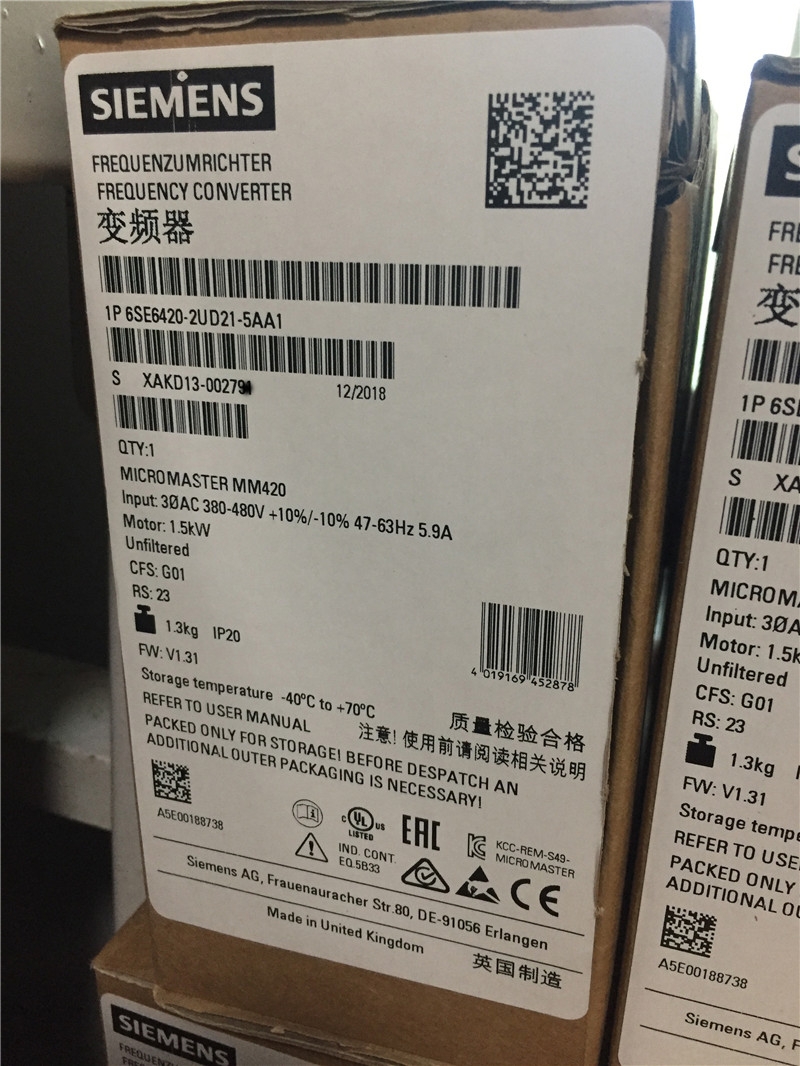 SIEMENS
FREQUENZUMRICHTER
FREQUENCY CONVERTER
变频器
1P 6SE6420-2UD21-5AA1
S XAKD13-00279
12/2018
QTY:1
MICROMASTER MM420
Input: 3ØAC 380-480V +10%/-10% 47-63Hz 5.9A
Motor: 1.5kW
Unfiltered
CFS: G01
RS: 23
1.3kg IP20
FW: V1.31
4 019169 452878
Storage temperature -40°C to +70°C
质量检验合格
REFER TO USER MANUAL
注意! 使用前请阅读相关说明
PACKED ONLY FOR STORAGE! BEFORE DESPATCH AN
ADDITIONAL OUTER PACKAGING IS NECESSARY!
A5E00188738
C UL US
LISTED
IND. CONT.
EQ.5B33
EAC
KCC-REM-S49-
MICROMASTER
CE
Siemens AG, Frauenauracher Str.80, DE-91056 Erlangen
Made in United Kingdom
英国制造
S
FRE
FRE
变
1P 6SE
S XA
QTY:1
MICROMA
Input: 3ØA
Motor: 1.5k
Unfiltered
CFS: G01
RS: 23
1.3kg
FW: V1.31
Storage tempe
REFER TO USE
PACKED ONLY
ADDITIONAL OU
A5E00188738
Siemens AG, F
SIEMENS
FREQUENZUM